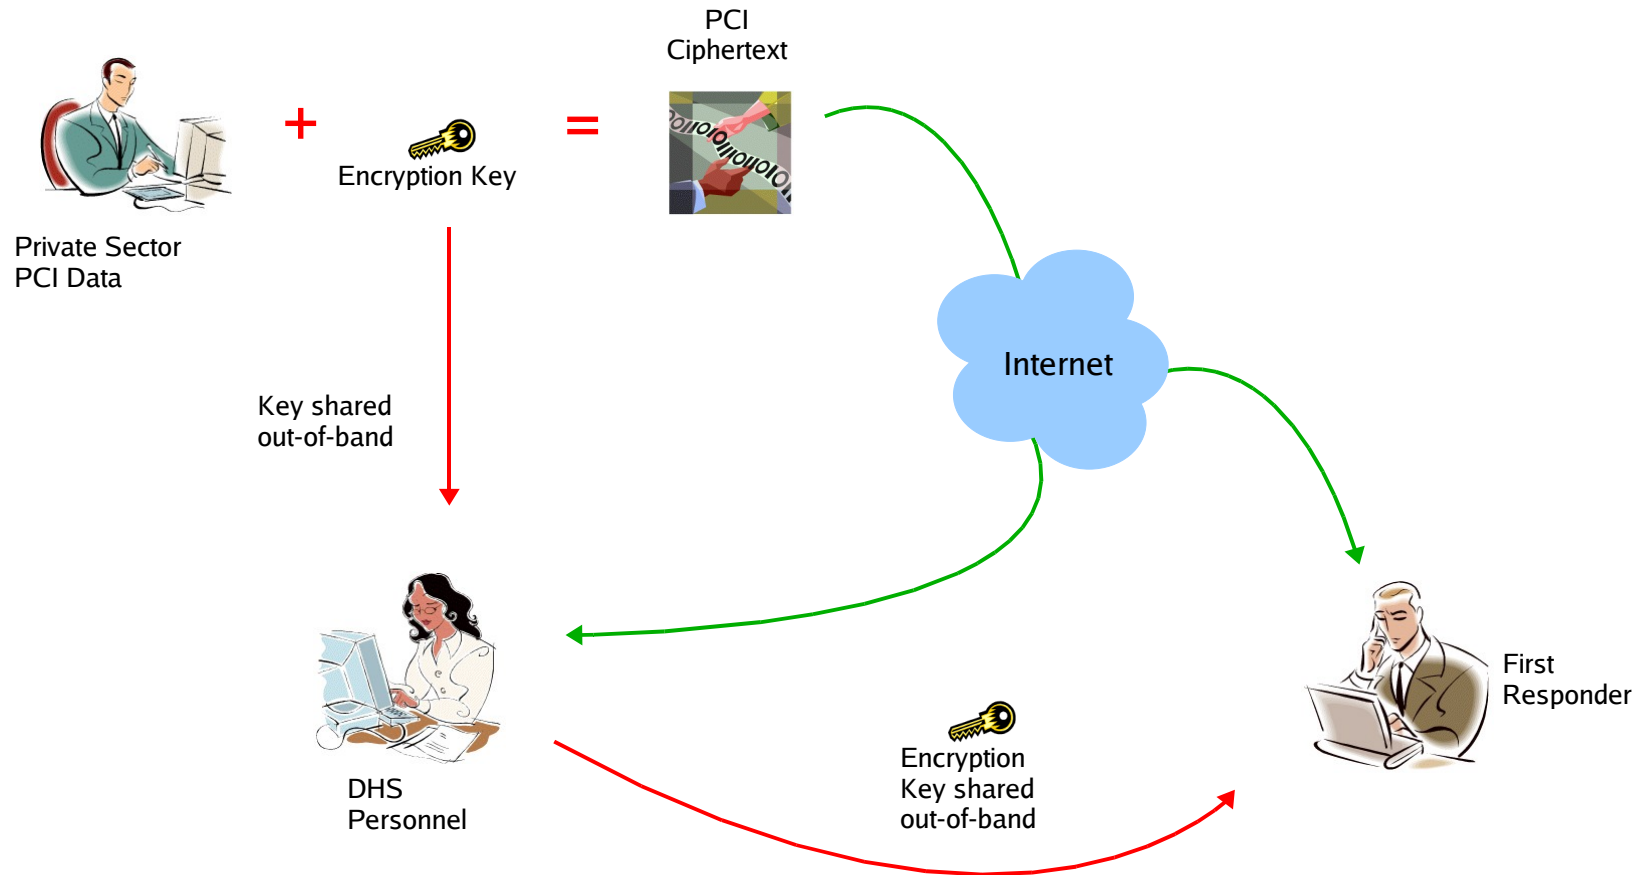 PCI
Ciphertext
+
=
Encryption Key
Private Sector
PCI Data
Internet
Key shared
out-of-band
First
Responder
Encryption
Key shared
out-of-band
DHS
Personnel